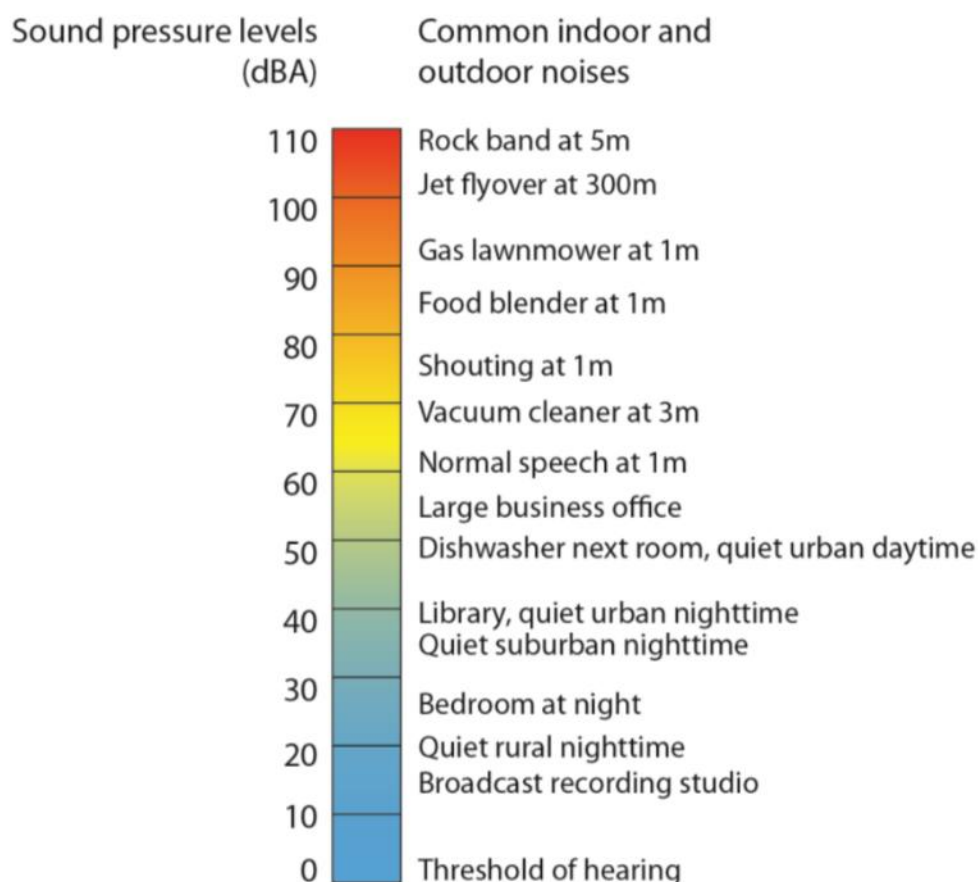 Sound pressure levels
(dBA)
Common indoor and
outdoor noises
110
Rock band at 5m
Jet flyover at 300m
100
Gas lawnmower at 1m
90
Food blender at 1m
80
Shouting at 1m
70
Vacuum cleaner at 3m
Normal speech at 1m
60
Large business office
50
Dishwasher next room, quiet urban daytime
40
Library, quiet urban nighttime
Quiet suburban nighttime
30
Bedroom at night
20
Quiet rural nighttime
Broadcast recording studio
10
0
Threshold of hearing